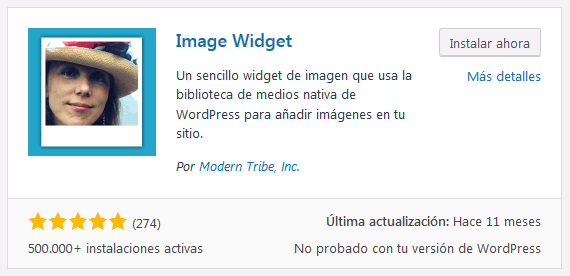 Image Widget
Instalar ahora
Más detalles
Un sencillo widget de imagen que usa la
biblioteca de medios nativa de
WordPress para añadir imágenes en tu
sitio.
Por Modern Tribe, Inc.
(274)
Última actualización: Hace 11 meses
500.000+ instalaciones activas
No probado con tu versión de WordPress